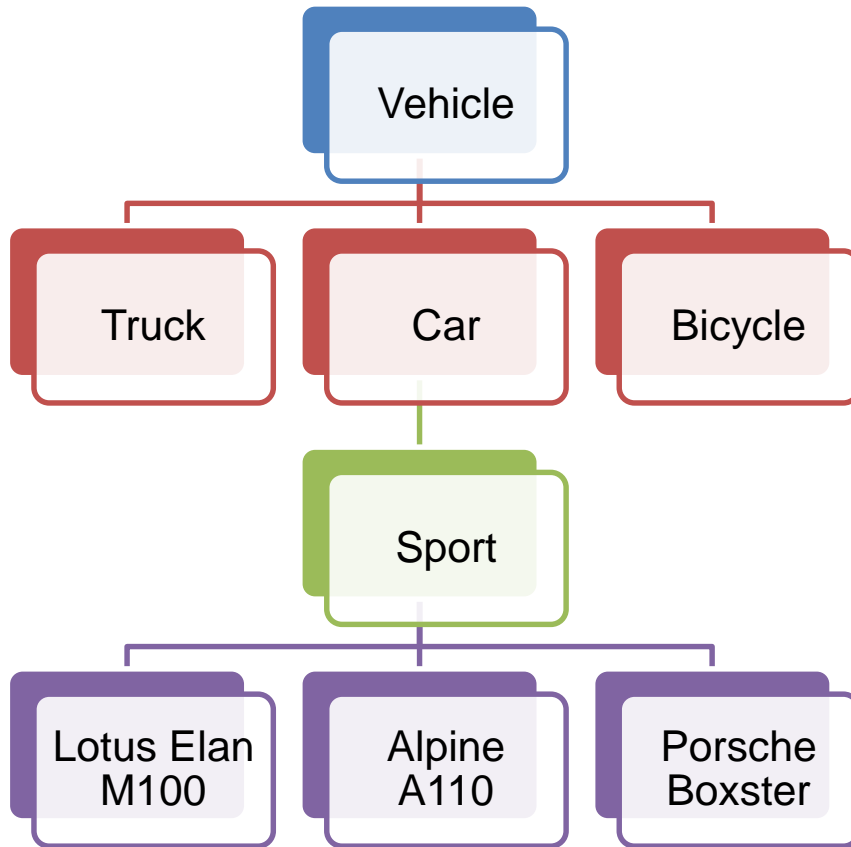 Vehicle
Truck
Car
Bicycle
Sport
Lotus Elan
M100
Alpine
A110
Porsche
Boxster